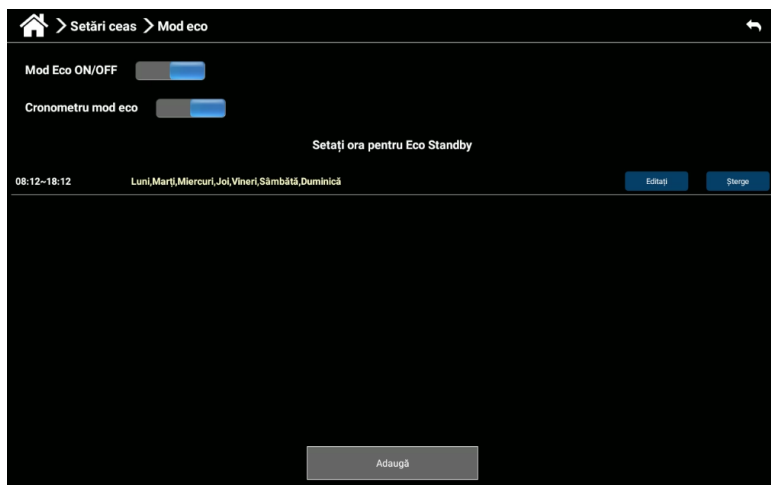 Setări ceas Mod eco
Mod Eco ON/OFF
Cronometru mod eco
Setați ora pentru Eco Standby
08:12~18:12 Luni,Marți,Miercuri,Joi,Vineri,Sâmbătă,Duminică Editați Șterge
Adaugă